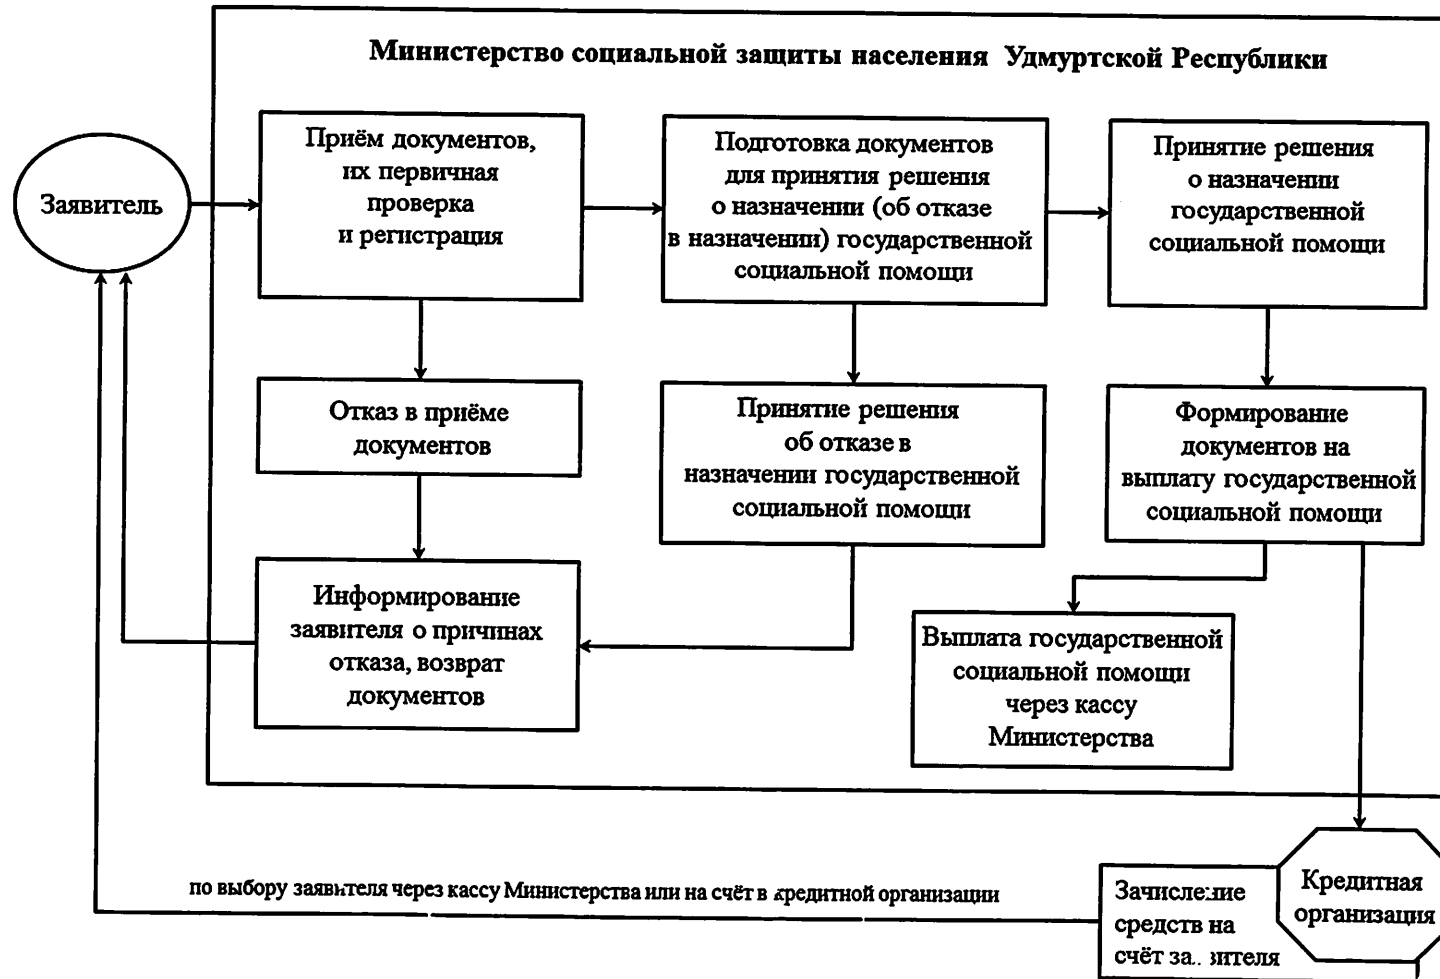 Министерство социальной защиты населения Удмуртской Республики
Заявитель
Приём документов,
их первичная
проверка
и регистрация
Подготовка документов
для принятия решения
о назначении (об отказе
в назначении) государственной
социальной помощи
Принятие решения
о назначении
государственной
социальной помощи
Отказ в приёме
документов
Принятие решения
об отказе в
назначении государственной
социальной помощи
Формирование
документов на
выплату государственной
социальной помощи
Информирование
заявителя о причинах
отказа, возврат
документов
Выплата государственной
социальной помощи
через кассу
Министерства
по выбору заявителя через кассу Министерства или на счёт в кредитной организации
Зачисление
средств на
счёт заявителя
Кредитная
организация